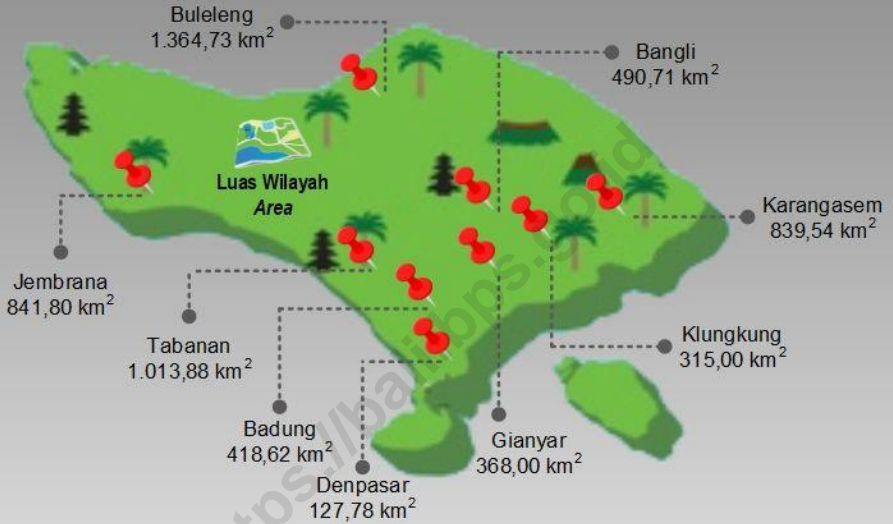 Buleleng
1.364,73 km²
Bangli
490,71 km²
Luas Wilayah
Area
Karangasem
839,54 km²
Jembrana
841,80 km²
Tabanan
1.013,88 km²
Klungkung
315,00 km²
Badung
418,62 km²
Gianyar
368,00 km²
Denpasar
127,78 km²